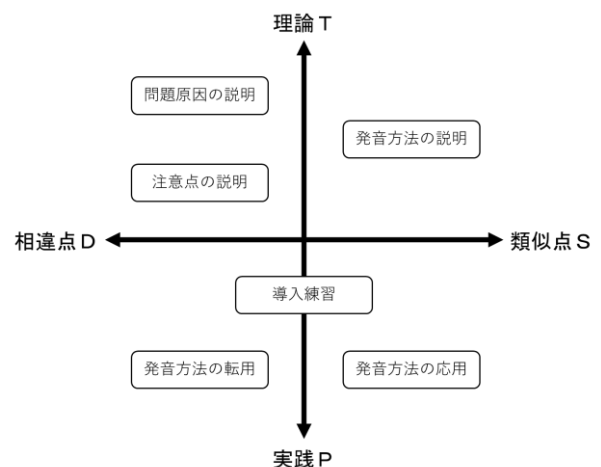 理論T
問題原因の説明
発音方法の説明
注意点の説明
相違点D
類似点S
導入練習
発音方法の転用
発音方法の応用
実践P